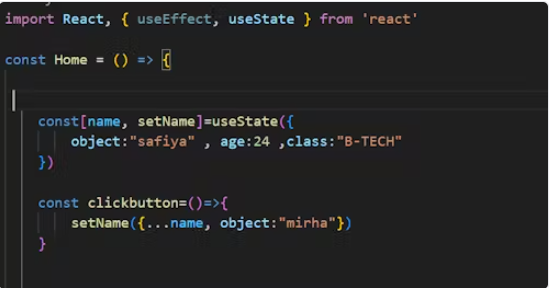 import React, { useEffect, useState } from 'react'
const Home = () => {
const[name, setName]=useState({
object:"safiya" , age:24 ,class:"B-TECH"
})
const clickbutton=()=>{
setName({...name, object:"mirha"})
}